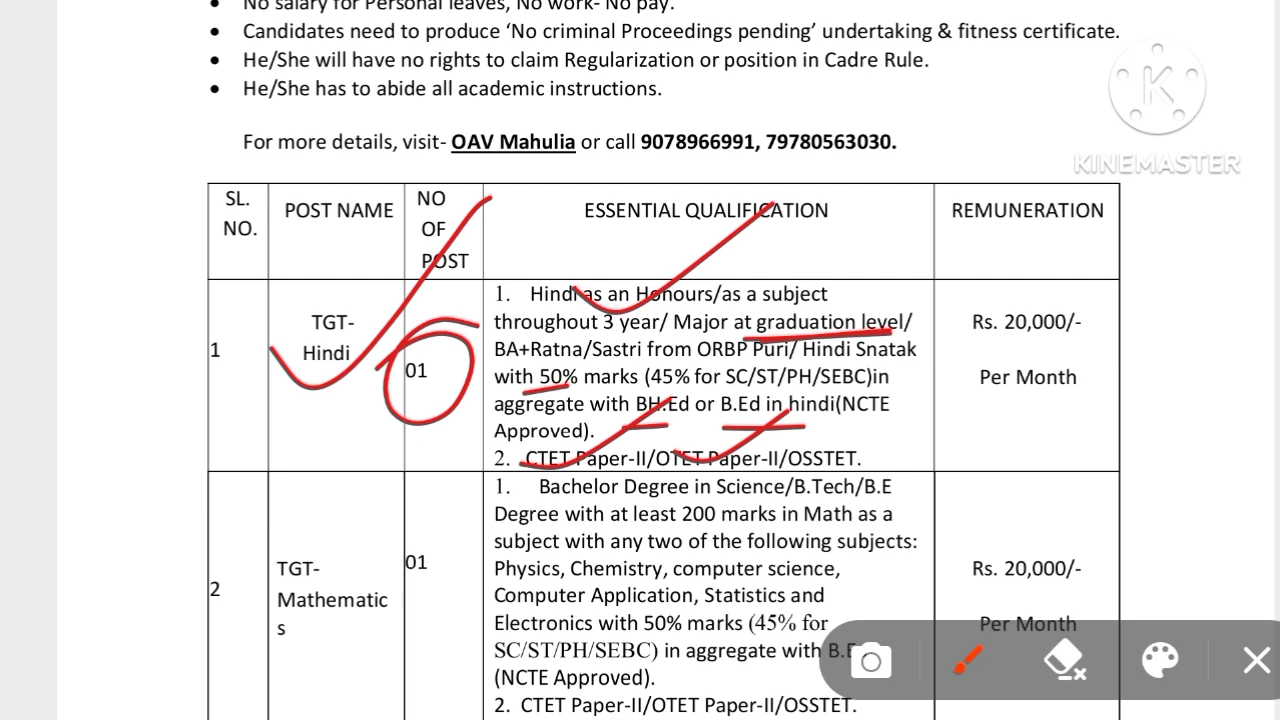 No salary for Personal leaves, No work- No pay.
Candidates need to produce ‘No criminal Proceedings pending’ undertaking & fitness certificate.
He/She will have no rights to claim Regularization or position in Cadre Rule.
He/She has to abide all academic instructions.
For more details, visit- OAV Mahulia or call 9078966991, 79780563030.
KINEMASTER
SL. NO.
POST NAME
NO OF POST
ESSENTIAL QUALIFICATION
REMUNERATION
1
TGT-
Hindi
01
1. Hindi as an Honours/as a subject
throughout 3 year/ Major at graduation level/
BA+Ratna/Sastri from ORBP Puri/ Hindi Snatak
with 50% marks (45% for SC/ST/PH/SEBC)in
aggregate with BH.Ed or B.Ed in hindi(NCTE
Approved).
2. CTET Paper-II/OTET Paper-II/OSSTET.
Rs. 20,000/-
Per Month
2
TGT-
Mathematic
s
01
1. Bachelor Degree in Science/B.Tech/B.E
Degree with at least 200 marks in Math as a
subject with any two of the following subjects:
Physics, Chemistry, computer science,
Computer Application, Statistics and
Electronics with 50% marks (45% for
SC/ST/PH/SEBC) in aggregate with
(NCTE Approved).
2. CTET Paper-II/OTET Paper-II/OSSTET.
Rs. 20,000/-
Per Month